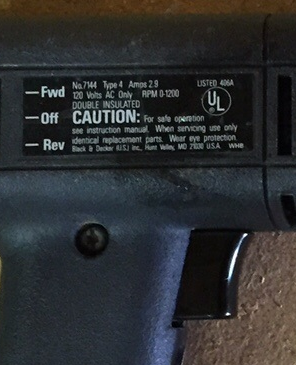 Fwd
Off
Rev
No.7144 Type 4 Amps 2.9
120 Volts AC Only RPM 0-1200
DOUBLE INSULATED
CAUTION: For safe operation
see instruction manual. When servicing use only
identical replacement parts. Wear eye protection.
Black & Decker (U.S.) Inc., Hunt Valley, MD 21030 U.S.A. WHB
LISTED 406A
UL